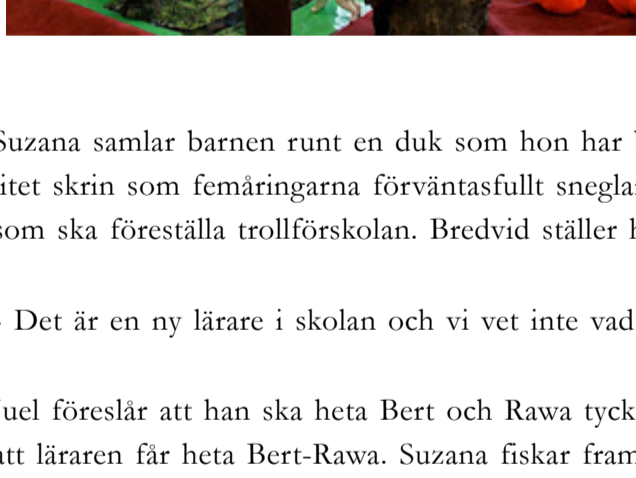 Suzana samlar barnen runt en duk som hon har
itet skrin som femåringarna förväntasfullt snegla
som ska föreställa trollförskolan. Bredvid ställer h
- Det är en ny lärare i skolan och vi vet inte vad
uel föreslår att han ska heta Bert och Rawa tyck
att läraren får heta Bert-Rawa. Suzana fiskar fram